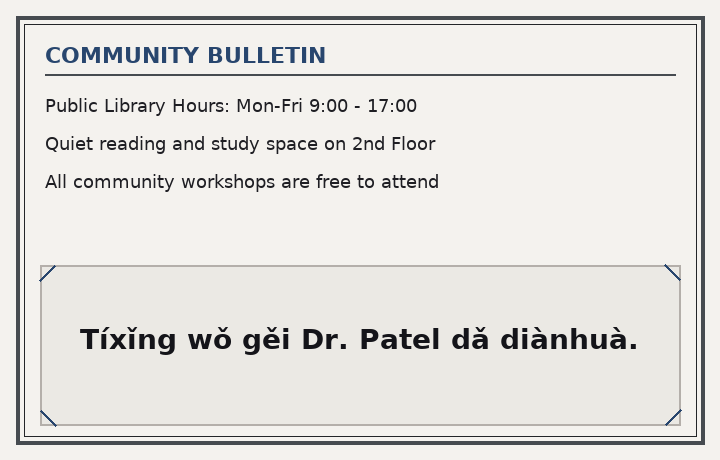 COMMUNITY BULLETIN
Public Library Hours: Mon-Fri 9:00 - 17:00
Quiet reading and study space on 2nd Floor
All community workshops are free to attend
Tíxǐng wǒ gěi Dr. Patel dǎ diànhuà.